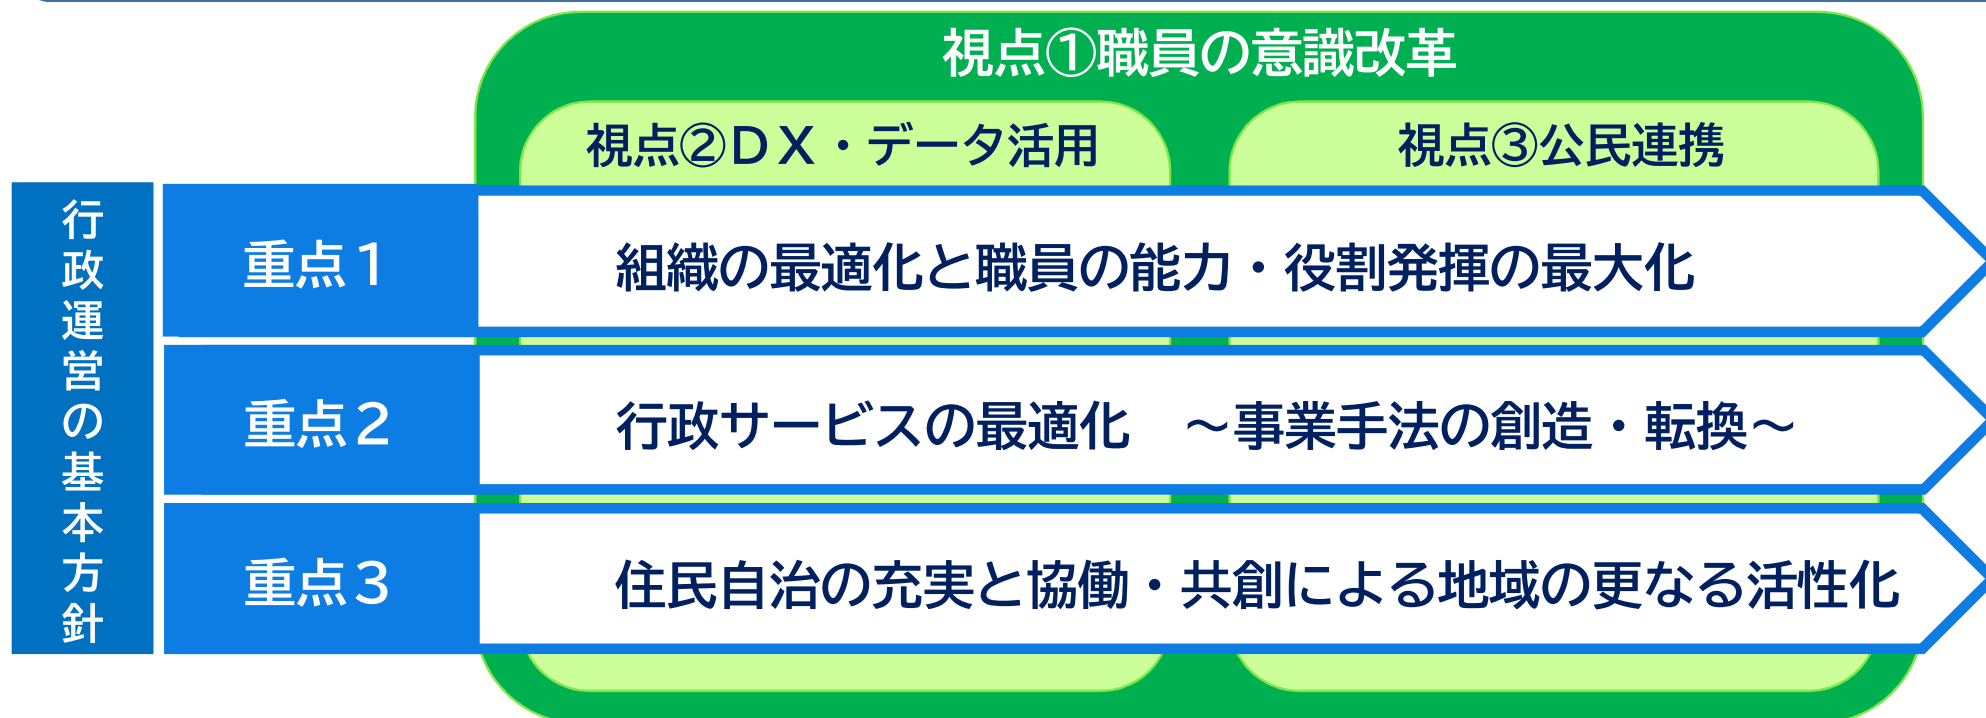 視点①職員の意識改革
視点②ＤＸ・データ活用
視点③公民連携
行政運営の基本方針
重点１
組織の最適化と職員の能力・役割発揮の最大化
重点２
行政サービスの最適化　～事業手法の創造・転換～
重点３
住民自治の充実と協働・共創による地域の更なる活性化